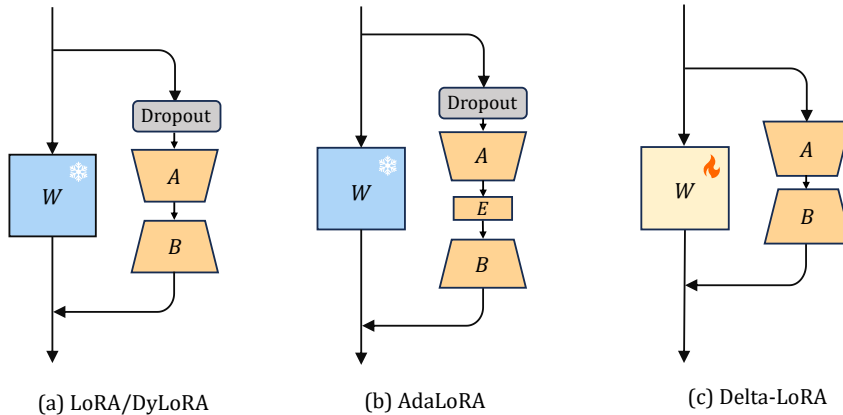 Dropout
A
W
B
(a) LoRA/DyLoRA
Dropout
A
W
E
B
(b) AdaLoRA
A
W
B
(c) Delta-LoRA